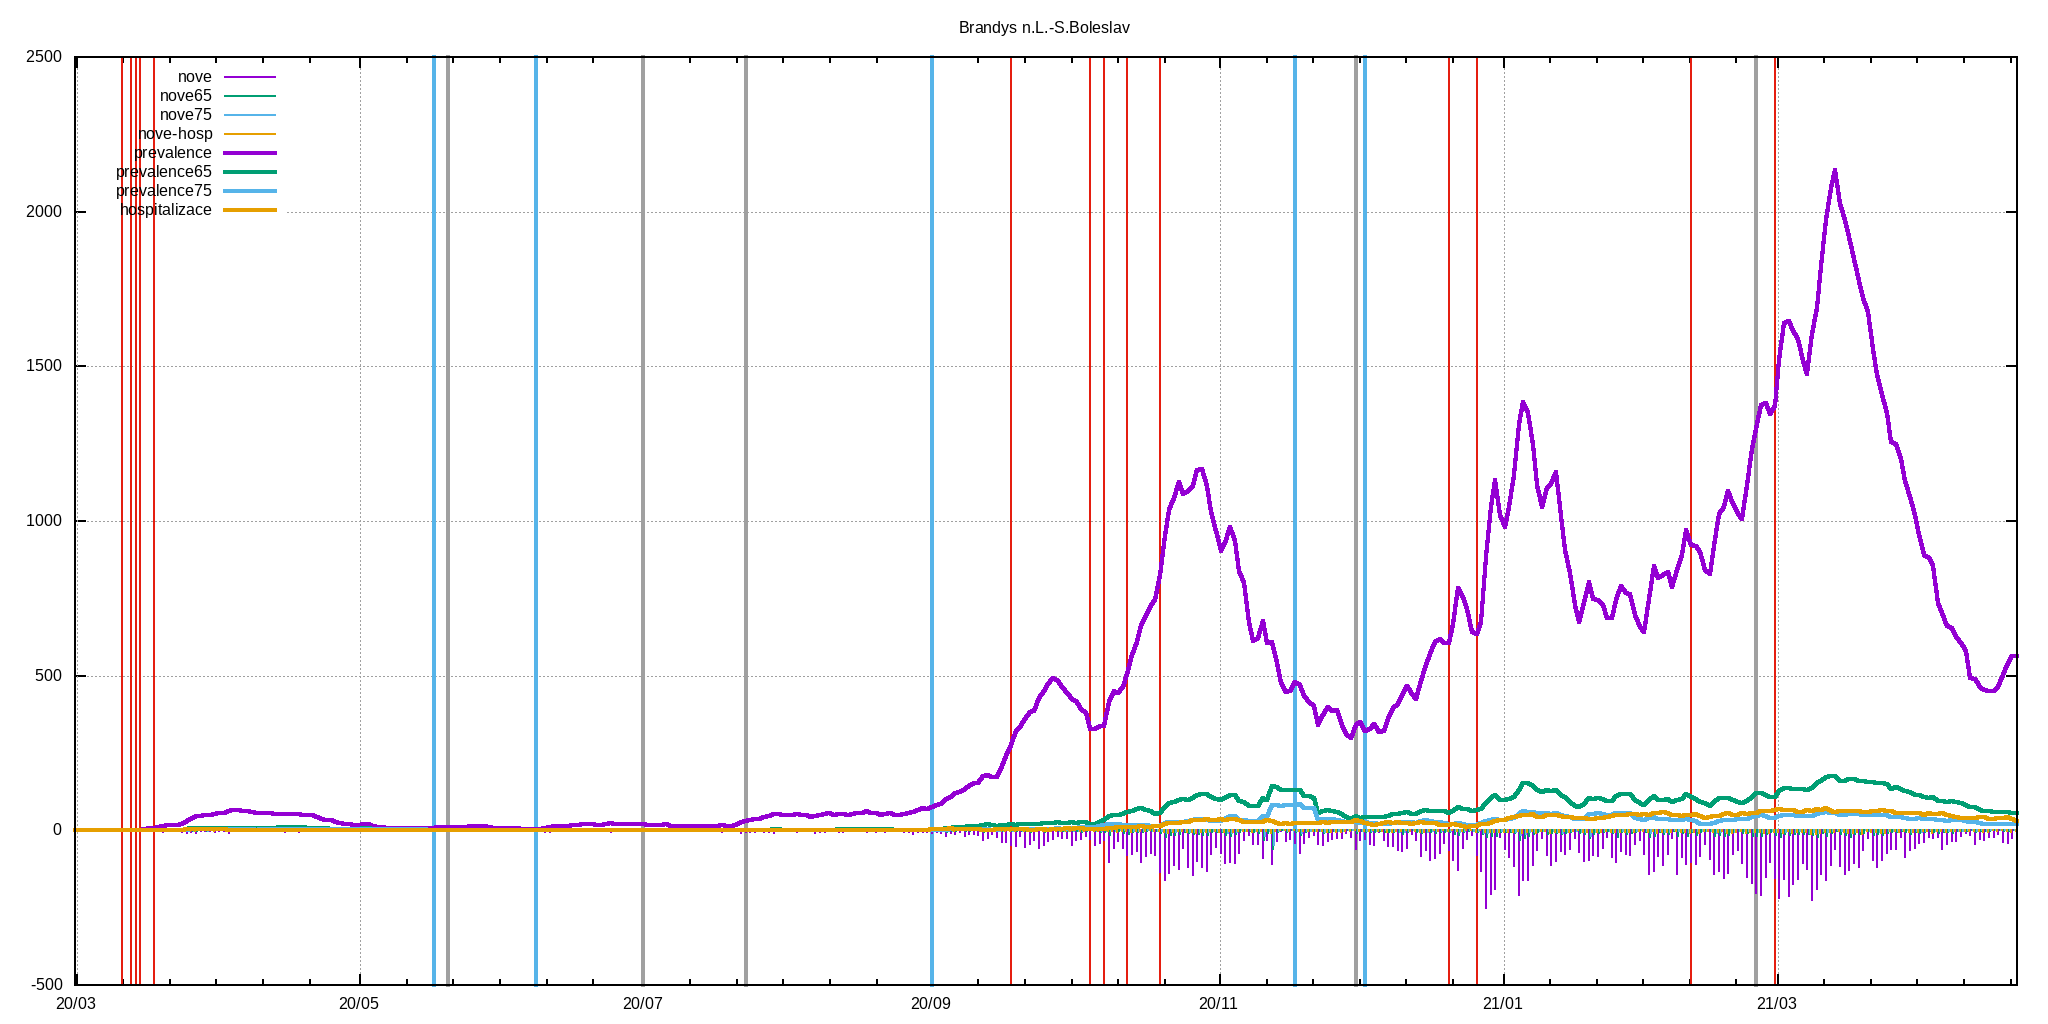 Brandys n.L.-S.Boleslav
2500
nove
nove65
nove75
nove-hosp
prevalence
prevalence65
prevalence75
hospitalizace
2000
1500
1000
500
0
-500
20/03 20/05 20/07 20/09 20/11 21/01 21/03